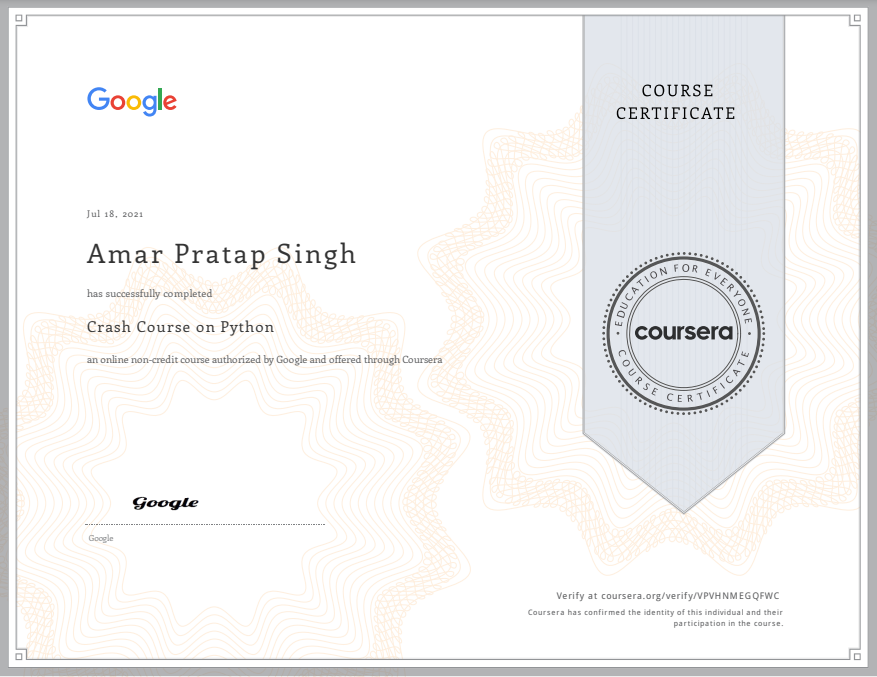 Google
COURSE
CERTIFICATE
Jul 18, 2021
Amar Pratap Singh
has successfully completed
Crash Course on Python
an online non-credit course authorized by Google and offered through Coursera
EDUCATION FOR EVERYONE
coursera
COURSE CERTIFICATE
Google
Google
Verify at coursera.org/verify/VPVHNMEGQFWC
Coursera has confirmed the identity of this individual and their
participation in the course.